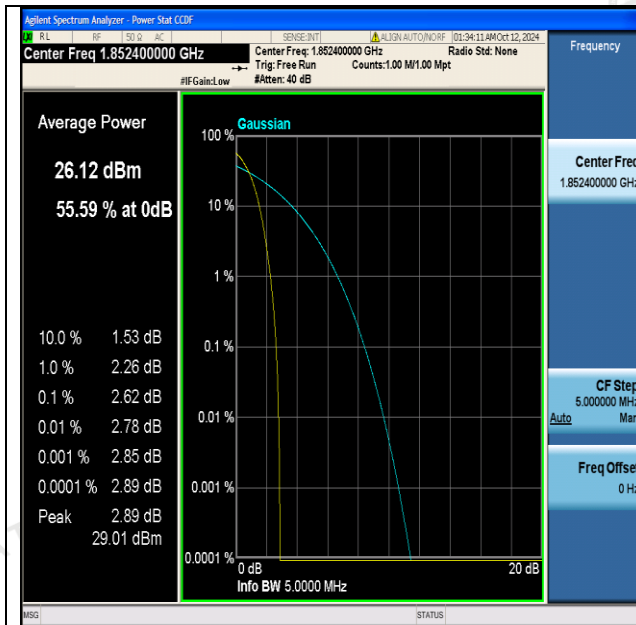 Agilent Spectrum Analyzer - Power Stat CCDF
RL RF 50 Ω AC SENSE:INT ALIGN AUTO/NORF 01:34:11 AM Oct 12, 2024
Center Freq 1.852400000 GHz
Center Freq: 1.852400000 GHz Radio Std: None
Trig: Free Run Counts:1.00 M/1.00 Mpt
#IFGain:Low #Atten: 40 dB
Frequency
Average Power
26.12 dBm
55.59 % at 0dB
10.0 % 1.53 dB
1.0 % 2.26 dB
0.1 % 2.62 dB
0.01 % 2.78 dB
0.001 % 2.85 dB
0.0001 % 2.89 dB
Peak 2.89 dB
29.01 dBm
Gaussian
100 %
10 %
1 %
0.1 %
0.01 %
0.001 %
0.0001 %
0 dB 20 dB
Info BW 5.0000 MHz
Center Freq
1.852400000 GHz
CF Step
5.000000 MHz
Auto Man
Freq Offset
0 Hz
MSG STATUS